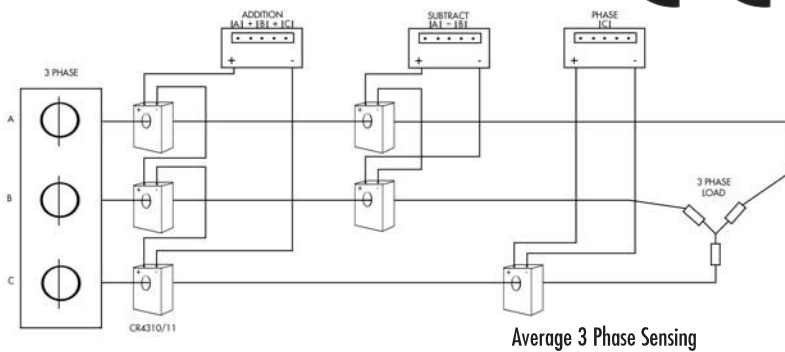 ADDITION
|A| + |B| + |C|
+ -
SUBTRACT
|A| - |B|
+ -
PHASE
|C|
+ -
3 PHASE
A
+ -
+ -
B
+ -
+ -
3 PHASE
LOAD
C
+ -
+ -
CR4310/11
Average 3 Phase Sensing